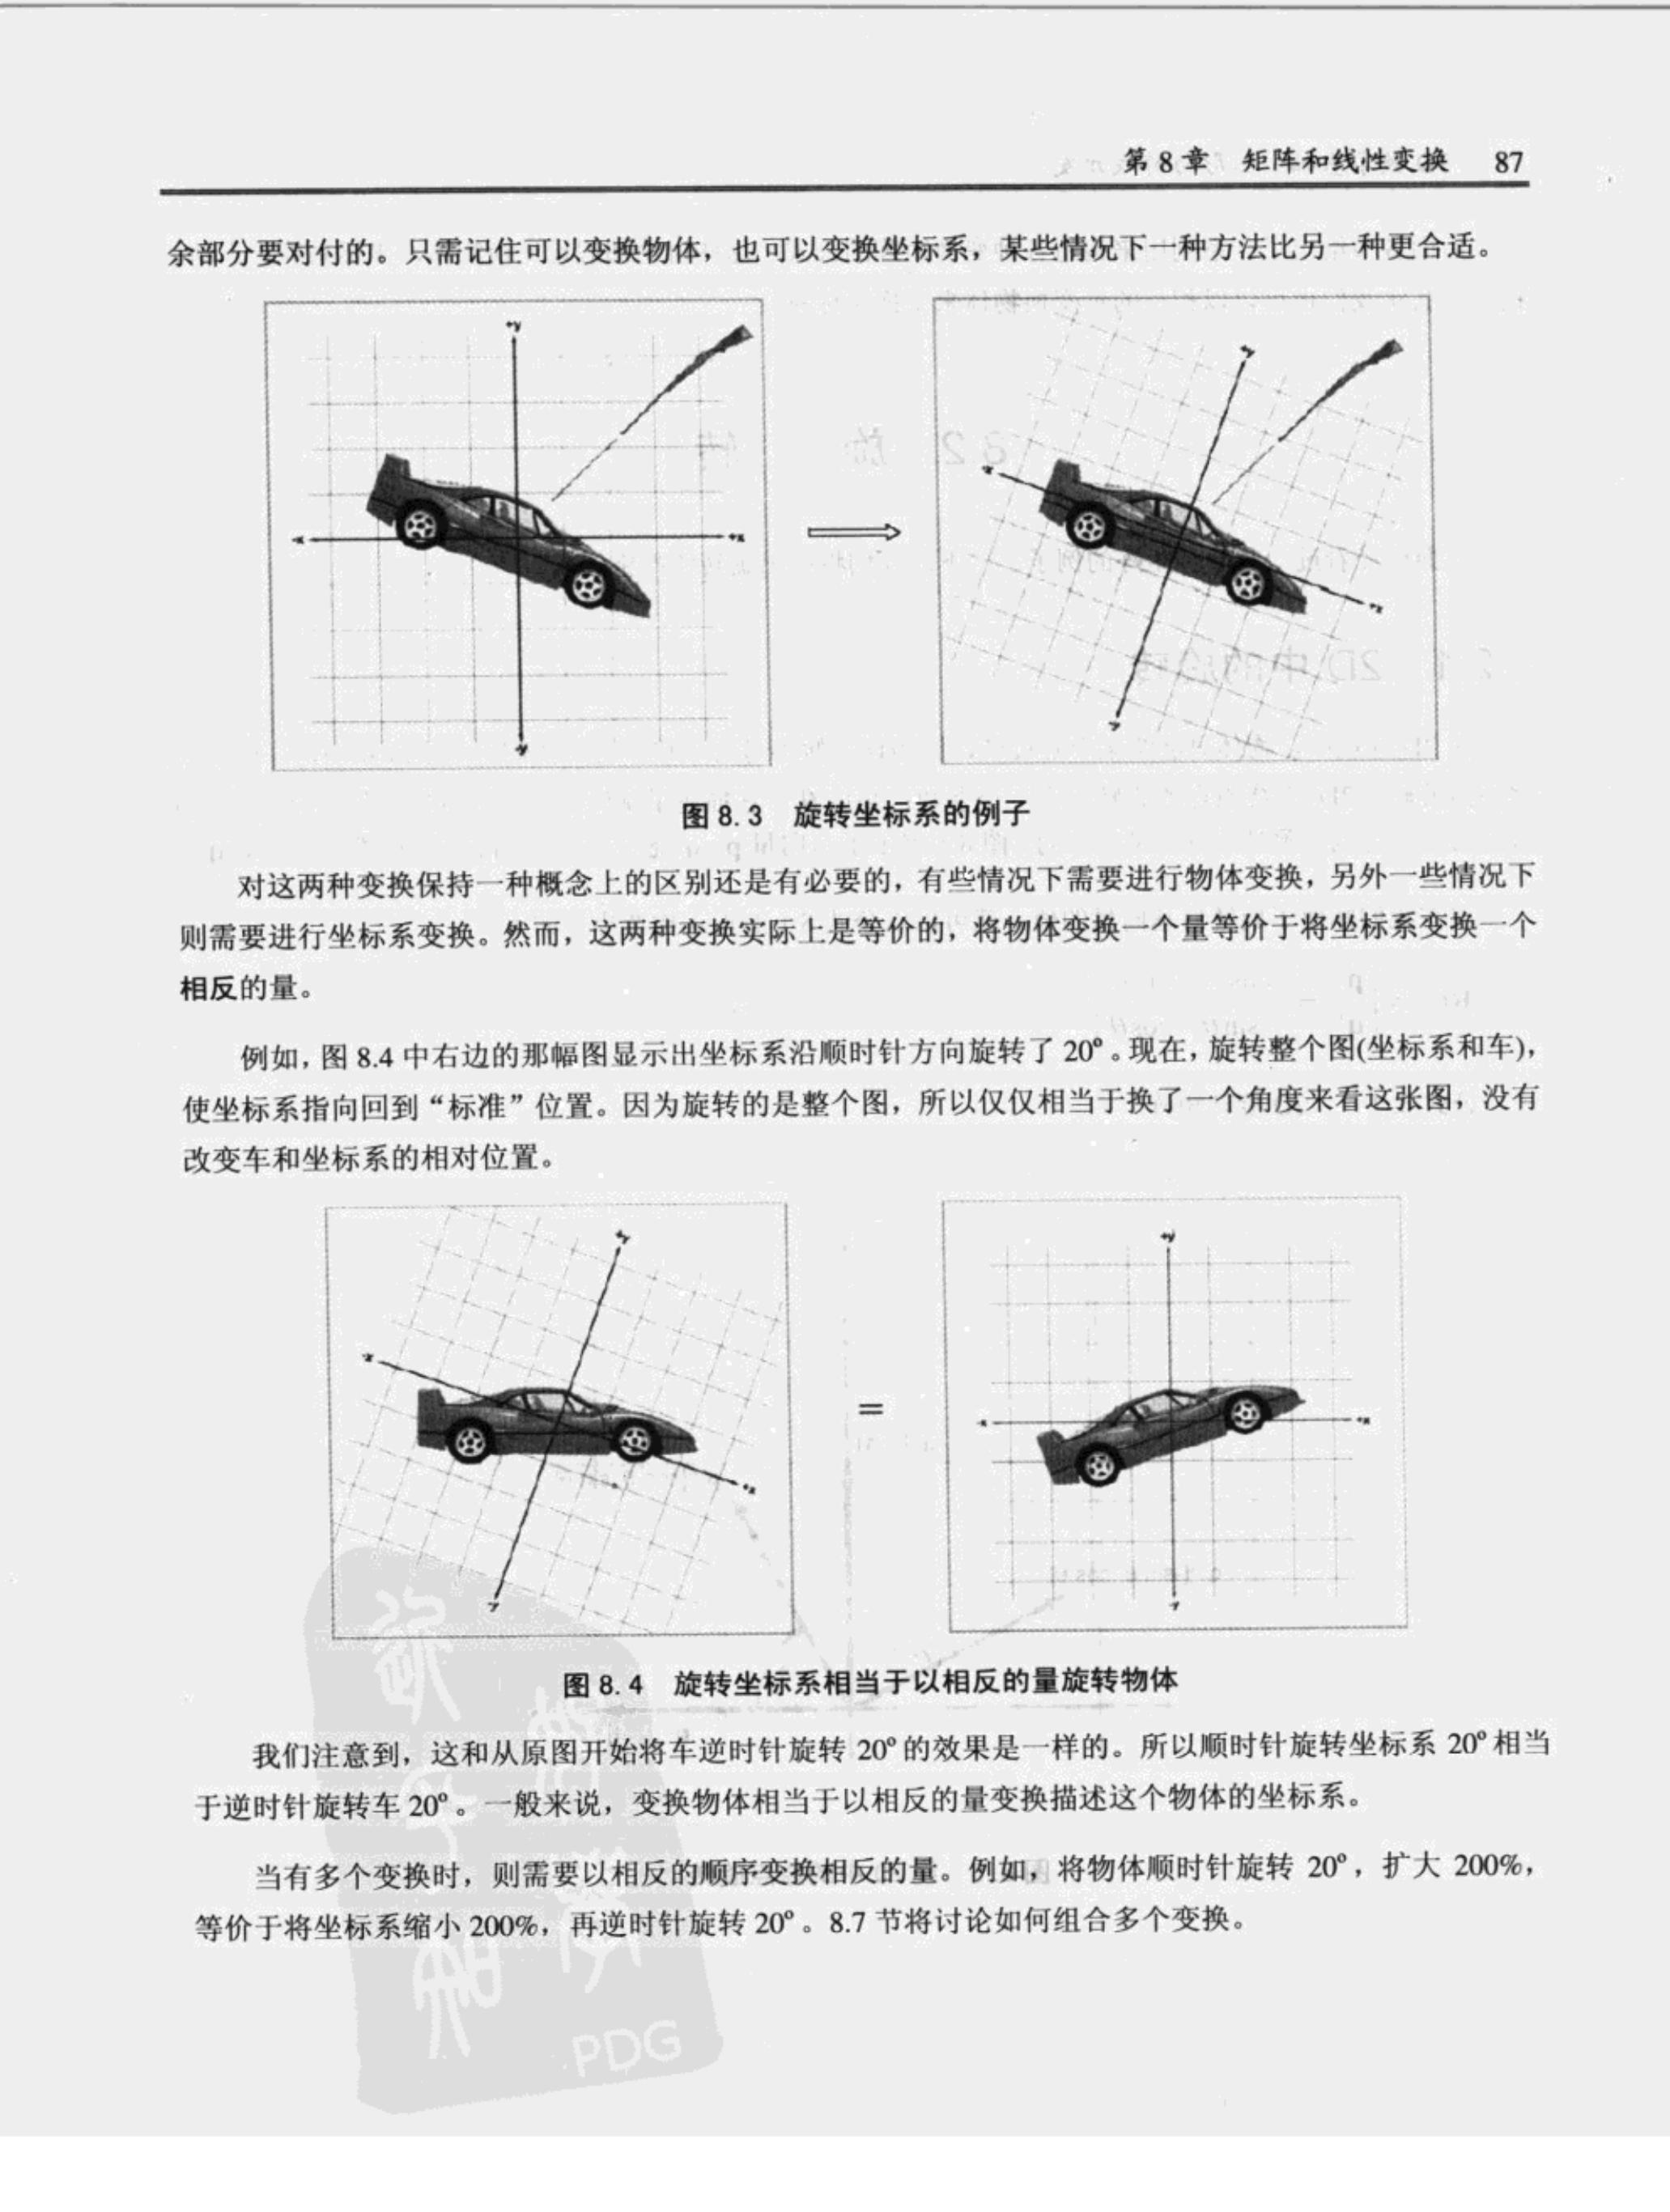 第 8 章 矩阵和线性变换 87
余部分要对付的。只需记住可以变换物体，也可以变换坐标系，某些情况下一种方法比另一种更合适。
+y
+y
-x
-x +x
+x
-y
图 8.3 旋转坐标系的例子
对这两种变换保持一种概念上的区别还是有必要的，有些情况下需要进行物体变换，另外一些情况下
则需要进行坐标系变换。然而，这两种变换实际上是等价的，将物体变换一个量等价于将坐标系变换一个
相反的量。
例如，图 8.4 中右边的那幅图显示出坐标系沿顺时针方向旋转了 20°。现在，旋转整个图(坐标系和车)，
使坐标系指向回到“标准”位置。因为旋转的是整个图，所以仅仅相当于换了一个角度来看这张图，没有
改变车和坐标系的相对位置。
+y +y
-x
=
-x +x
+x
图 8.4 旋转坐标系相当于以相反的量旋转物体
我们注意到，这和从原图开始将车逆时针旋转 20°的效果是一样的。所以顺时针旋转坐标系 20°相当
于逆时针旋转车 20°。一般来说，变换物体相当于以相反的量变换描述这个物体的坐标系。
当有多个变换时，则需要以相反的顺序变换相反的量。例如，将物体顺时针旋转 20°，扩大 200%，
等价于将坐标系缩小 200%，再逆时针旋转 20°。8.7 节将讨论如何组合多个变换。
PDG